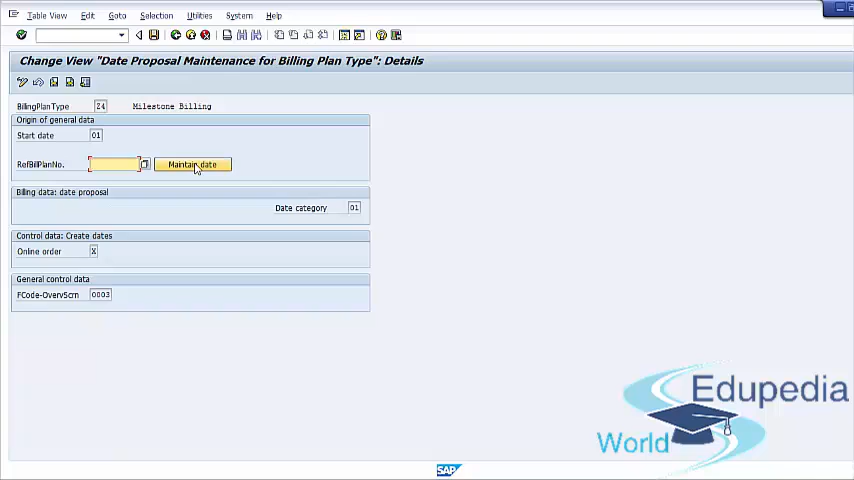 Table View Edit Goto Selection Utilities System Help
Change View "Date Proposal Maintenance for Billing Plan Type": Details
BillingPlanType Z4 Milestone Billing
Origin of general data
Start date 01
RefBillPlanNo. Maintain date
Billing data: date proposal
Date category 01
Control data: Create dates
Online order X
General control data
FCode-OvervScrn 0003
Edupedia
World
SAP